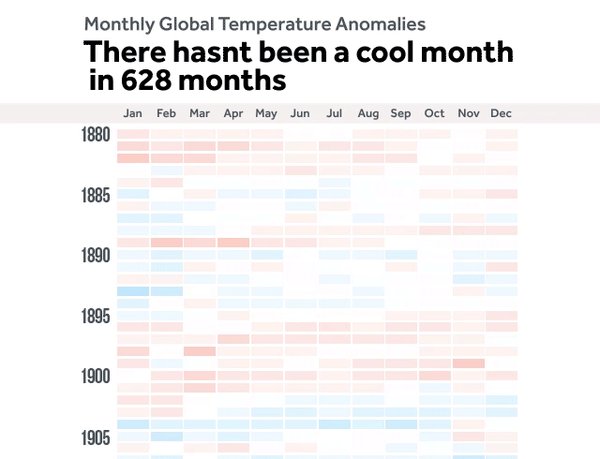 Monthly Global Temperature Anomalies
There hasnt been a cool month
in 628 months
Jan Feb Mar Apr May Jun Jul Aug Sep Oct Nov Dec
1880
1885
1890
1895
1900
1905